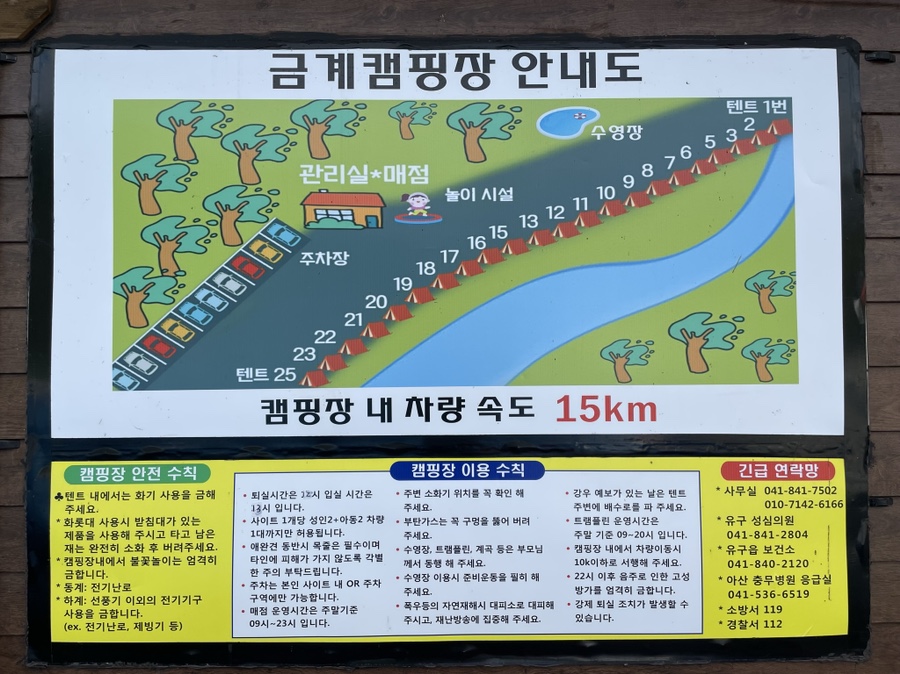 금계캠핑장 안내도
텐트 1번
2
3
5
6
7
8
9
10
11
12
13
15
16
17
18
19
20
21
22
23
텐트 25
수영장
관리실*매점
놀이 시설
주차장
캠핑장 내 차량 속도 15km
캠핑장 안전 수칙
♣텐트 내에서는 화기 사용을 금해
주세요.
* 화롯대 사용시 받침대가 있는
제품을 사용해 주시고 타고 남은
재는 완전히 소화 후 버려주세요.
* 캠핑장내에서 불꽃놀이는 엄격히
금합니다.
* 동계: 전기난로
* 하계: 선풍기 이외의 전기기구
사용을 금합니다.
(ex. 전기난로, 제빙기 등)
캠핑장 이용 수칙
• 퇴실시간은 입실 시간은
입니다.
• 사이트 1개당 성인2+아동2 차량
1대까지만 허용됩니다.
• 애완견 동반시 목줄은 필수이며
타인에 피해가 가지 않도록 각별
한 주의 부탁드립니다.
• 주차는 본인 사이트 내 OR 주차
구역에만 가능합니다.
• 매점 운영시간은 주말기준
09시~23시 입니다.
• 주변 소화기 위치를 꼭 확인 해
주세요.
• 부탄가스는 꼭 구멍을 뚫어 버려
주세요.
• 수영장, 트램플린, 계곡 등은 부모님
께서 동행 해 주세요.
• 수영장 이용시 준비운동을 필히 해
주세요.
• 폭우등의 자연재해시 대피소로 대피해
주시고, 재난방송에 집중해 주세요.
• 강우 예보가 있는 날은 텐트
주변에 배수로를 파 주세요.
• 트램플린 운영시간은
주말 기준 09~20시 입니다.
• 캠핑장 내에서 차량이동시
10k이하로 서행해 주세요.
• 22시 이후 음주로 인한 고성
방가를 엄격히 금합니다.
• 강제 퇴실 조치가 발생할 수
있습니다.
긴급 연락망
* 사무실 041-841-7502
010-7142-6166
* 유구 성심의원
041-841-2804
* 유구읍 보건소
041-840-2120
* 아산 충무병원 응급실
041-536-6519
* 소방서 119
* 경찰서 112